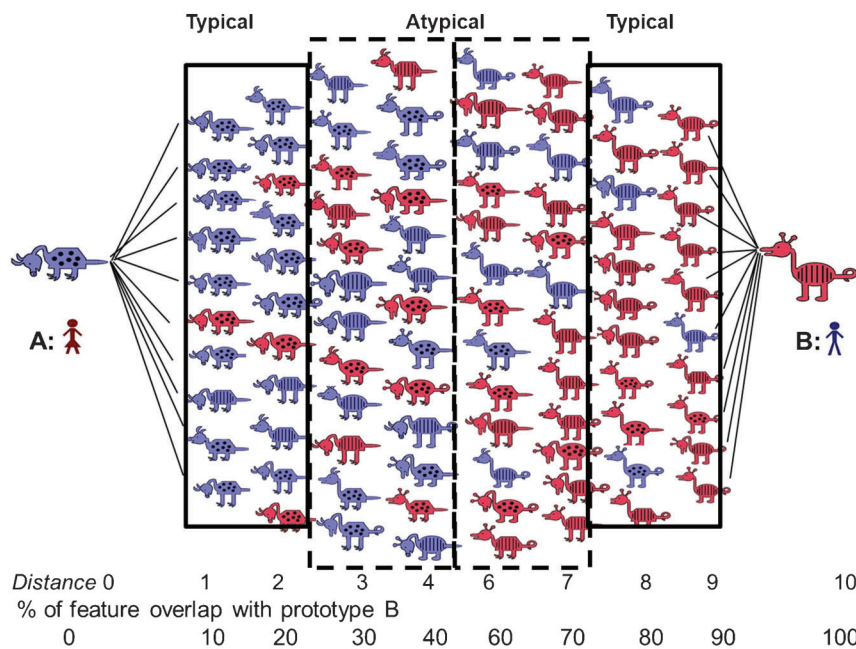 Typical Atypical Typical
A: B:
Distance 0 1 2 3 4 6 7 8 9 10
% of feature overlap with prototype B
0 10 20 30 40 60 70 80 90 100